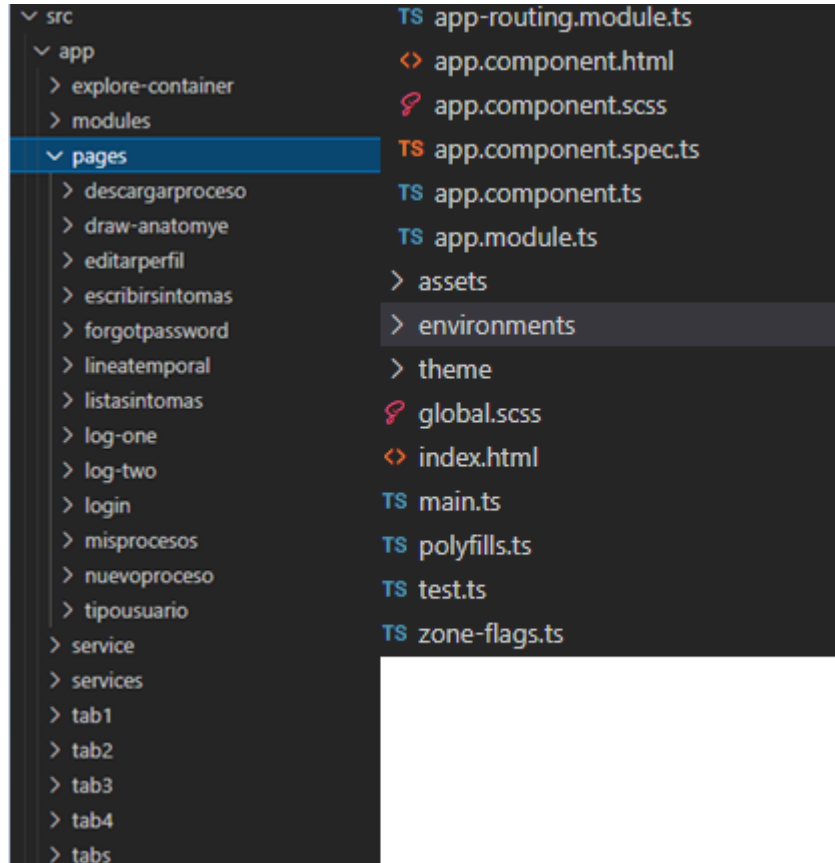 src
app
explore-container
modules
pages
descargarproceso
draw-anatomye
editarperfil
escribirsintomas
forgotpassword
lineatemporal
listasintomas
log-one
log-two
login
misprocesos
nuevoproceso
tipousuario
service
services
tab1
tab2
tab3
tab4
tabs
TS app-routing.module.ts
<> app.component.html
app.component.scss
TS app.component.spec.ts
TS app.component.ts
TS app.module.ts
assets
environments
theme
global.scss
<> index.html
TS main.ts
TS polyfills.ts
TS test.ts
TS zone-flags.ts